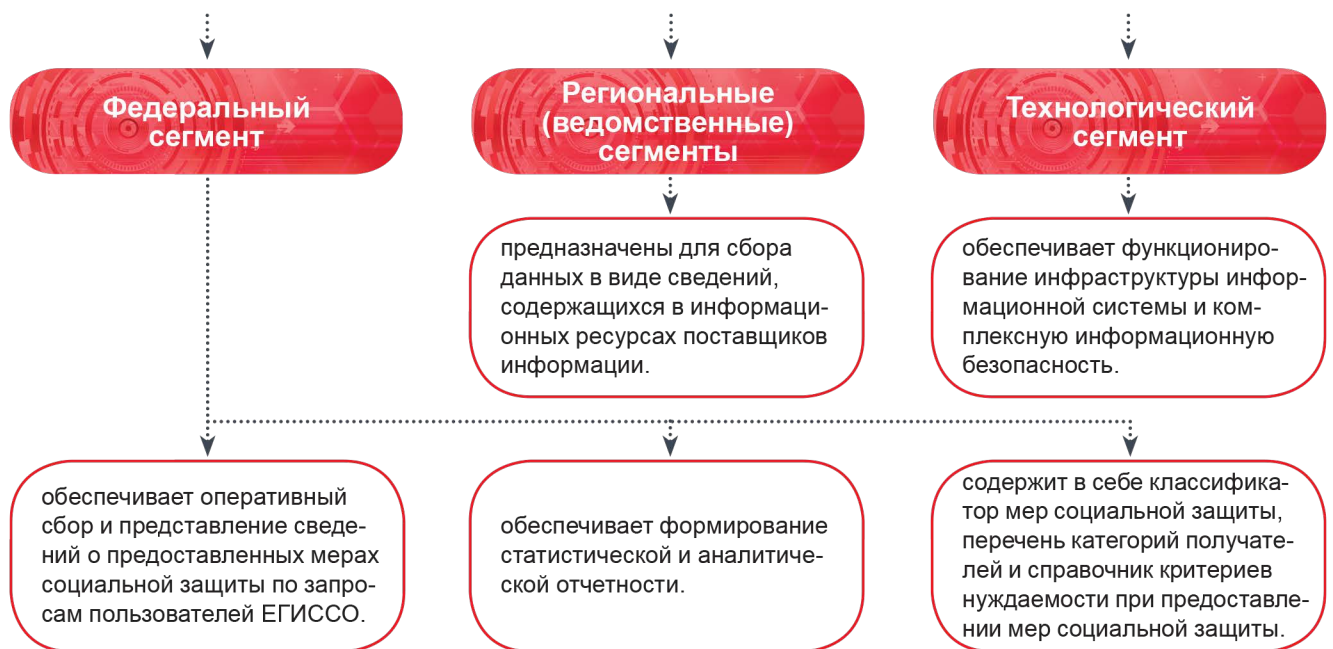 Федеральный
сегмент
Региональные
(ведомственные)
сегменты
Технологический
сегмент
предназначены для сбора
данных в виде сведений,
содержащихся в информаци-
онных ресурсах поставщиков
информации.
обеспечивает функциониро-
вание инфраструктуры инфор-
мационной системы и ком-
плексную информационную
безопасность.
обеспечивает оперативный
сбор и представление сведе-
ний о предоставленных мерах
социальной защиты по запро-
сам пользователей ЕГИССО.
обеспечивает формирование
статистической и аналитиче-
ской отчетности.
содержит в себе классифика-
тор мер социальной защиты,
перечень категорий получате-
лей и справочник критериев
нуждаемости при предоставле-
нии мер социальной защиты.